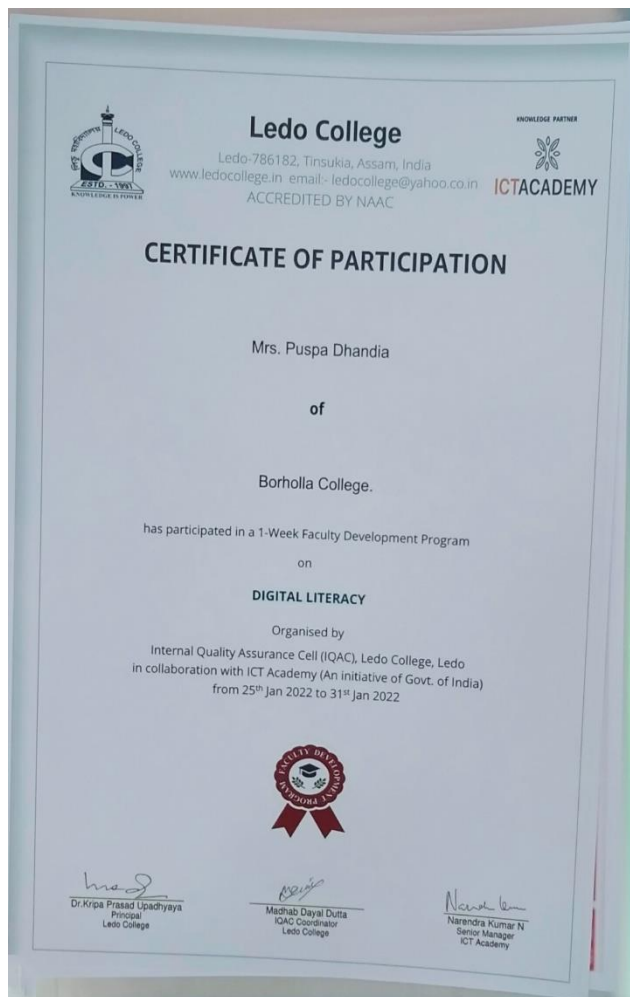 Ledo College
Ledo-786182, Tinsukia, Assam, India
www.ledocollege.in email:- ledocollege@yahoo.co.in
ACCREDITED BY NAAC
LEDO COLLEGE
ESTD. - 1991
KNOWLEDGE IS POWER
KNOWLEDGE PARTNER
ICTACADEMY
CERTIFICATE OF PARTICIPATION
Mrs. Puspa Dhandia
of
Borholla College.
has participated in a 1-Week Faculty Development Program
on
DIGITAL LITERACY
Organised by
Internal Quality Assurance Cell (IQAC), Ledo College, Ledo
in collaboration with ICT Academy (An initiative of Govt. of India)
from 25th Jan 2022 to 31st Jan 2022
FACULTY DEVELOPMENT PROGRAM
Dr.Kripa Prasad Upadhyaya
Principal
Ledo College
Madhab Dayal Dutta
IQAC Coordinator
Ledo College
Narendra Kumar N
Senior Manager
ICT Academy